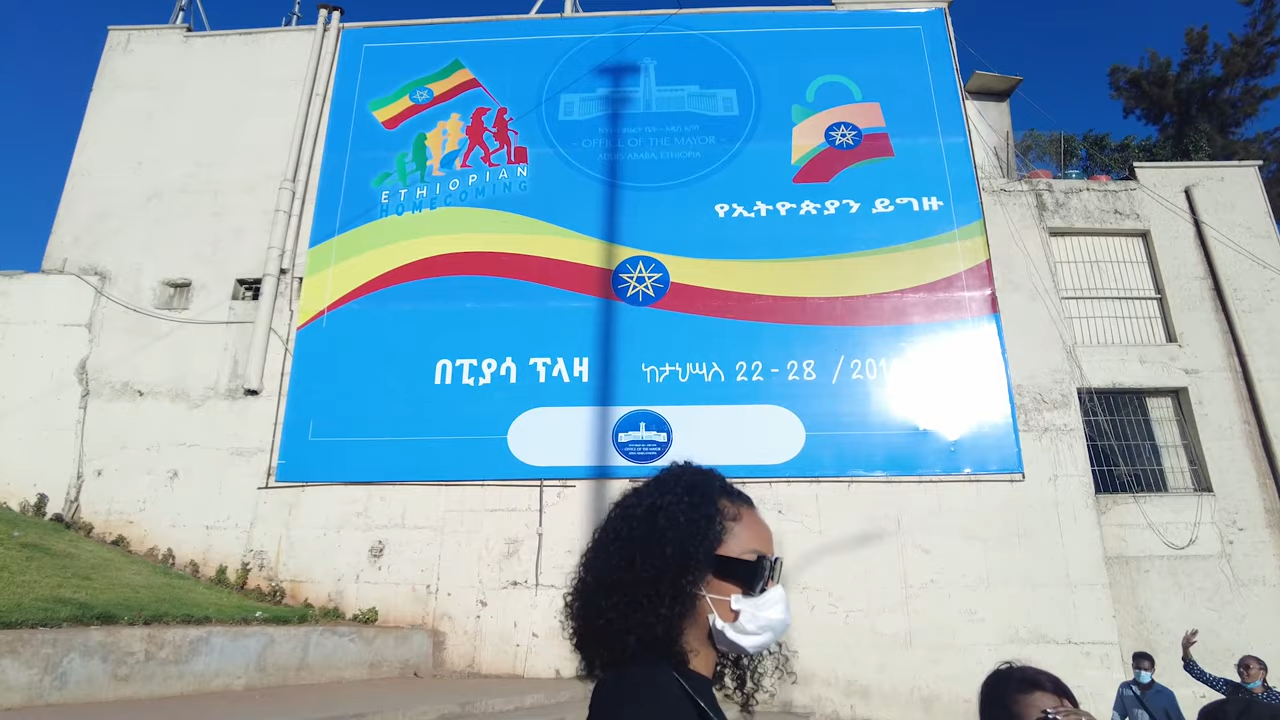 ETHIOPIAN
HOMECOMING
- OFFICE OF THE MAYOR -
ADDIS ABABA, ETHIOPIA
የኢትዮጵያን ይግዙ
በፒያሳ ፕላዛ
ከታህሣስ 22-28 /201